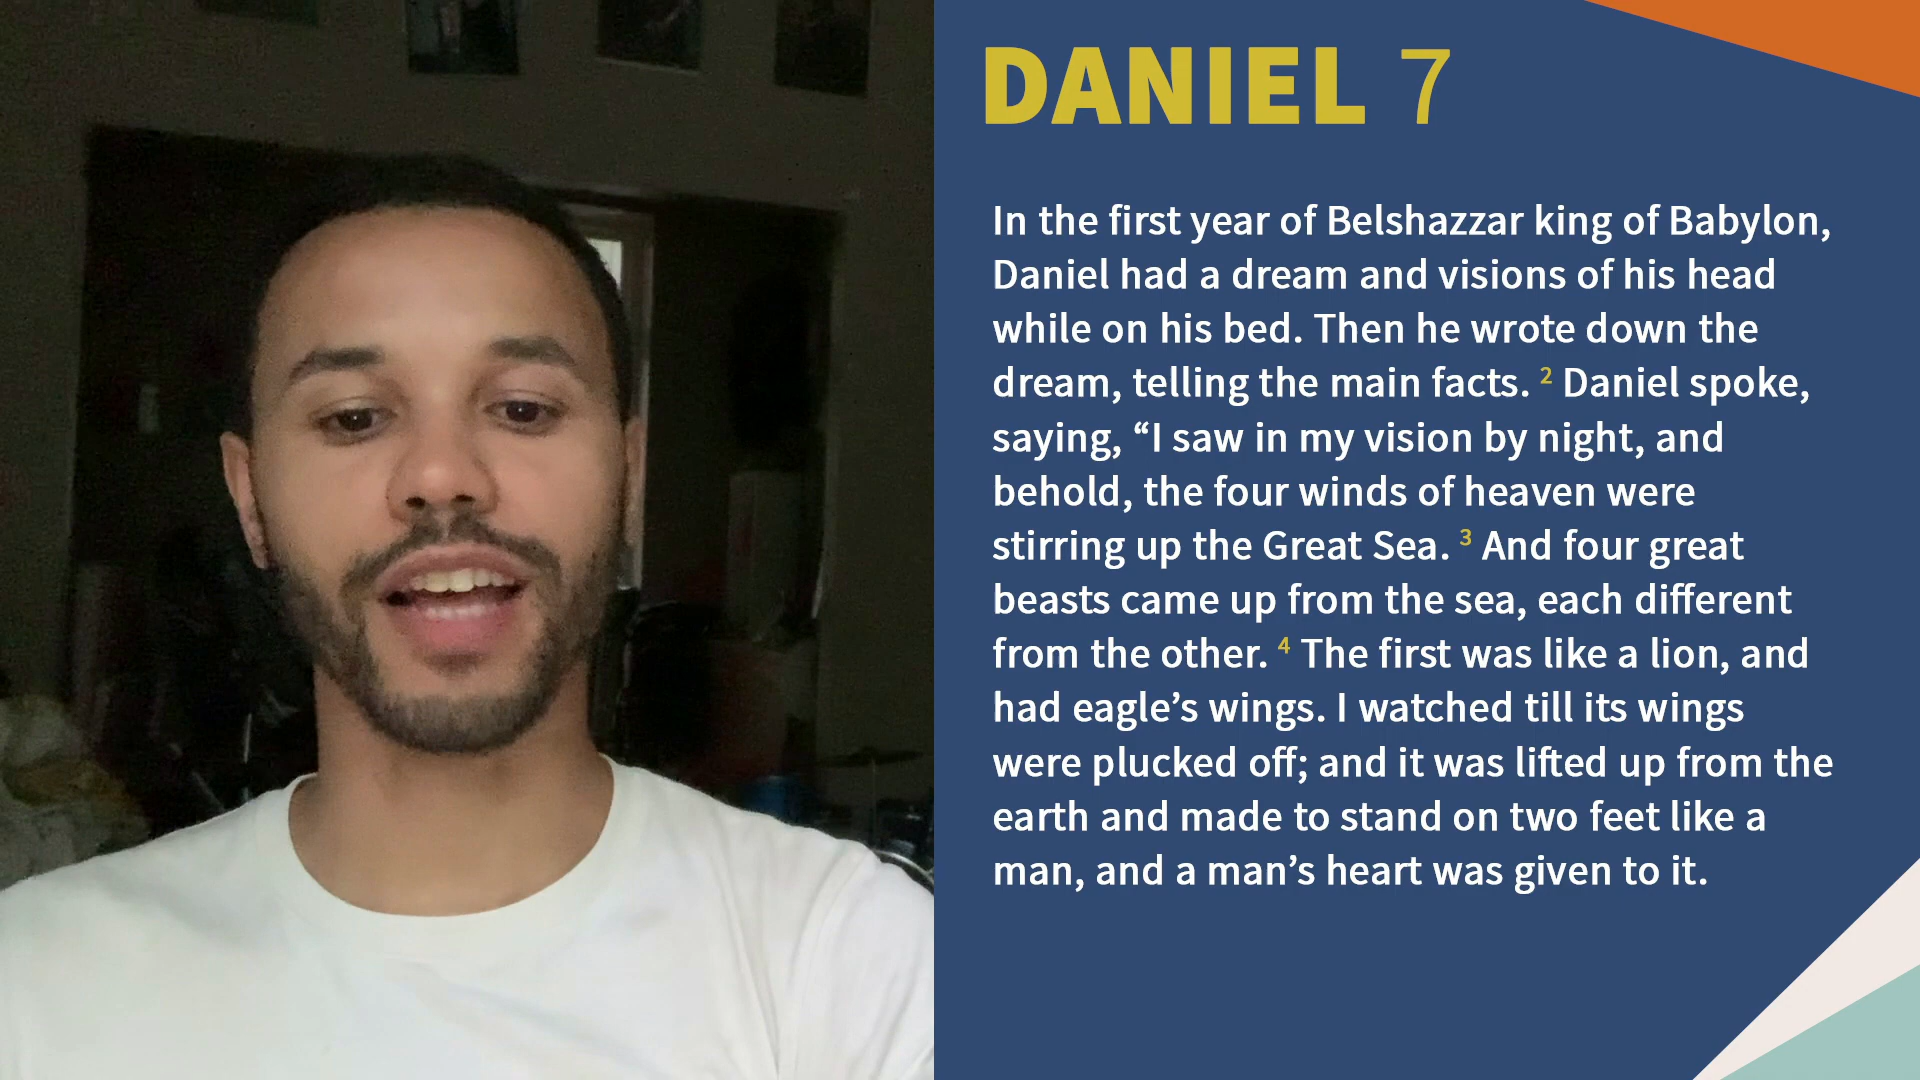 DANIEL 7
In the first year of Belshazzar king of Babylon,
Daniel had a dream and visions of his head
while on his bed. Then he wrote down the
dream, telling the main facts. 2 Daniel spoke,
saying, “I saw in my vision by night, and
behold, the four winds of heaven were
stirring up the Great Sea. 3 And four great
beasts came up from the sea, each different
from the other. 4 The first was like a lion, and
had eagle’s wings. I watched till its wings
were plucked off; and it was lifted up from the
earth and made to stand on two feet like a
man, and a man’s heart was given to it.